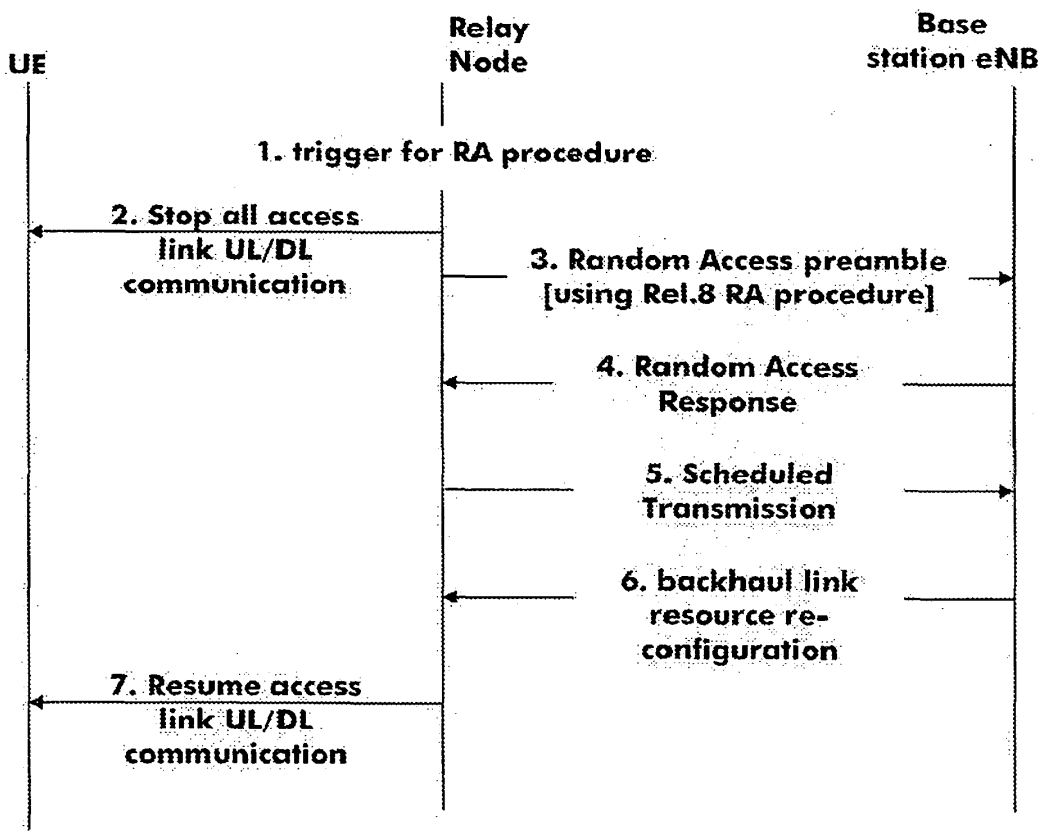 UE
Relay
Node
Base
station eNB
1. trigger for RA procedure
2. Stop all access
link UL/DL
communication
3. Random Access preamble
[using Rel.8 RA procedure]
4. Random Access
Response
5. Scheduled
Transmission
6. backhaul link
resource re-
configuration
7. Resume access
link UL/DL
communication